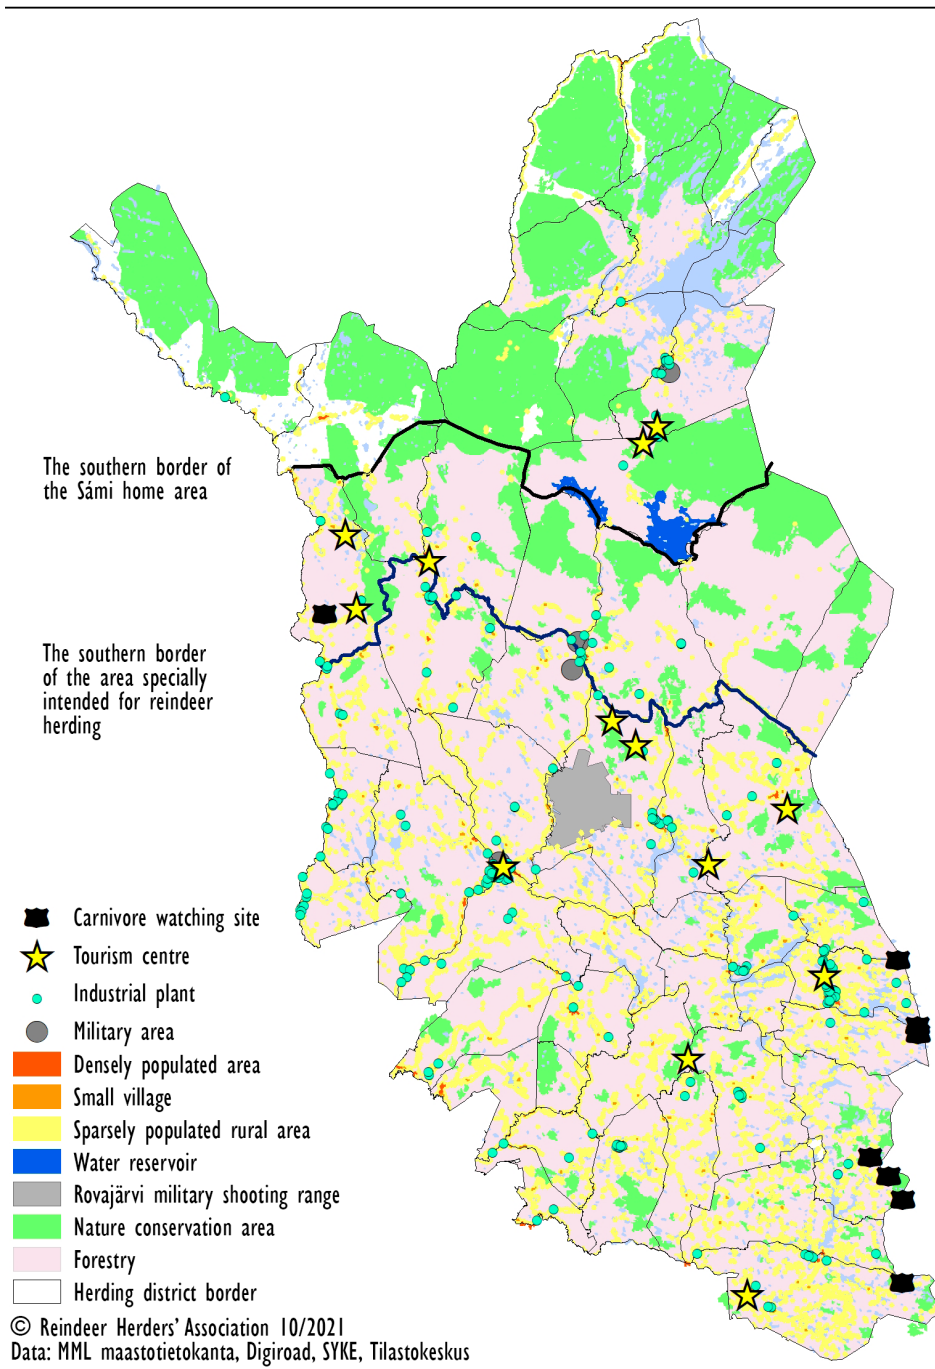 The southern border of
the Sámi home area
The southern border
of the area specially
intended for reindeer
herding
Carnivore watching site
Tourism centre
Industrial plant
Military area
Densely populated area
Small village
Sparsely populated rural area
Water reservoir
Rovajärvi military shooting range
Nature conservation area
Forestry
Herding district border
© Reindeer Herders' Association 10/2021
Data: MML maastotietokanta, Digiroad, SYKE, Tilastokeskus